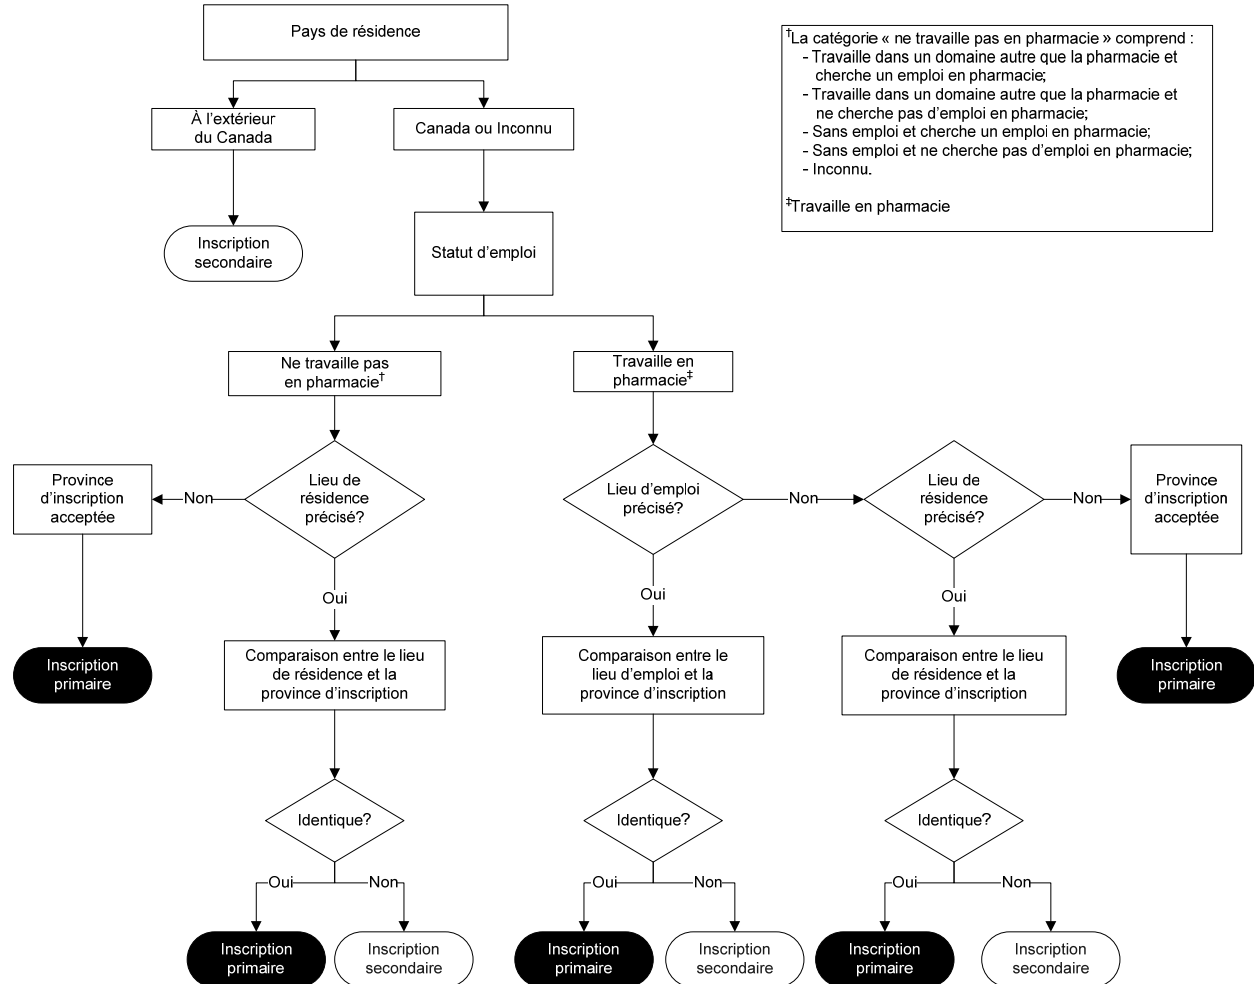 Pays de résidence
†La catégorie « ne travaille pas en pharmacie » comprend :
- Travaille dans un domaine autre que la pharmacie et
cherche un emploi en pharmacie;
- Travaille dans un domaine autre que la pharmacie et
ne cherche pas d'emploi en pharmacie;
- Sans emploi et cherche un emploi en pharmacie;
- Sans emploi et ne cherche pas d'emploi en pharmacie;
- Inconnu.
‡Travaille en pharmacie
À l'extérieur
du Canada
Canada ou Inconnu
Inscription
secondaire
Statut d'emploi
Ne travaille pas
en pharmacie†
Travaille en
pharmacie‡
Province
d'inscription
acceptée
Non
Lieu de
résidence
précisé?
Lieu d'emploi
précisé?
Non
Lieu de
résidence
précisé?
Non
Province
d'inscription
acceptée
Oui
Oui
Oui
Inscription
primaire
Comparaison entre le lieu
de résidence et la
province d'inscription
Comparaison entre le
lieu d'emploi et la
province d'inscription
Comparaison entre le lieu
de résidence et la
province d'inscription
Inscription
primaire
Identique?
Identique?
Identique?
Oui
Non
Oui
Non
Oui
Non
Inscription
primaire
Inscription
secondaire
Inscription
primaire
Inscription
secondaire
Inscription
primaire
Inscription
secondaire